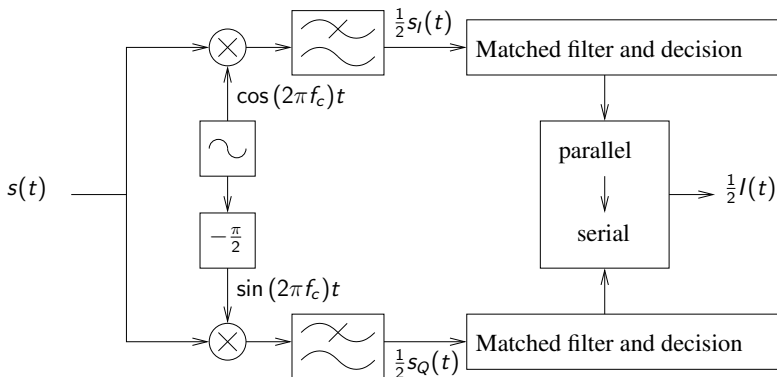 ½s_I(t)
Matched filter and decision
cos (2πf_c)t
parallel
s(t)
½I(t)
−π/2
serial
sin (2πf_c)t
Matched filter and decision
½s_Q(t)